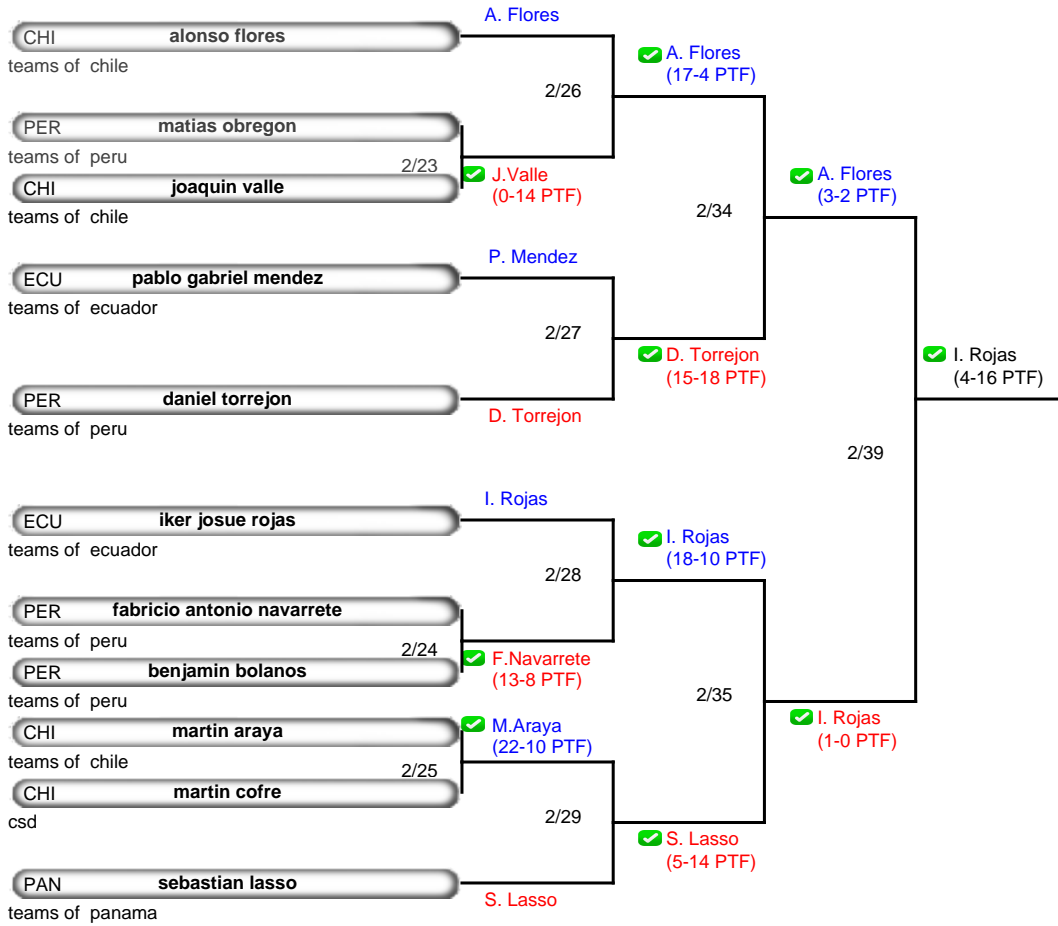 A. Flores
CHI alonso flores
teams of chile
A. Flores
(17-4 PTF)
2/26
PER matias obregon
teams of peru
2/23
J.Valle
(0-14 PTF)
CHI joaquin valle
teams of chile
A. Flores
(3-2 PTF)
2/34
P. Mendez
ECU pablo gabriel mendez
teams of ecuador
2/27
D. Torrejon
(15-18 PTF)
I. Rojas
(4-16 PTF)
PER daniel torrejon
D. Torrejon
teams of peru
2/39
I. Rojas
ECU iker josue rojas
teams of ecuador
I. Rojas
(18-10 PTF)
2/28
PER fabricio antonio navarrete
teams of peru
2/24
F.Navarrete
(13-8 PTF)
PER benjamin bolanos
teams of peru
2/35
I. Rojas
(1-0 PTF)
CHI martin araya
M.Araya
(22-10 PTF)
teams of chile
2/25
CHI martin cofre
csd
2/29
S. Lasso
(5-14 PTF)
PAN sebastian lasso
S. Lasso
teams of panama